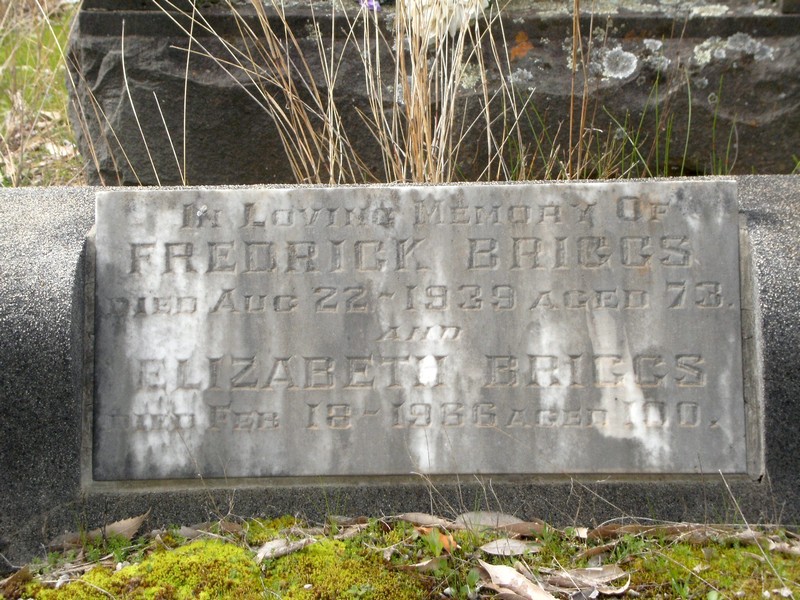 In Loving Memory Of
FREDRICK BRIGGS
DIED AUG 22-1939 AGED 73.
AND
ELIZABETH BRIGGS
DIED FEB 18-1966 AGED 100.